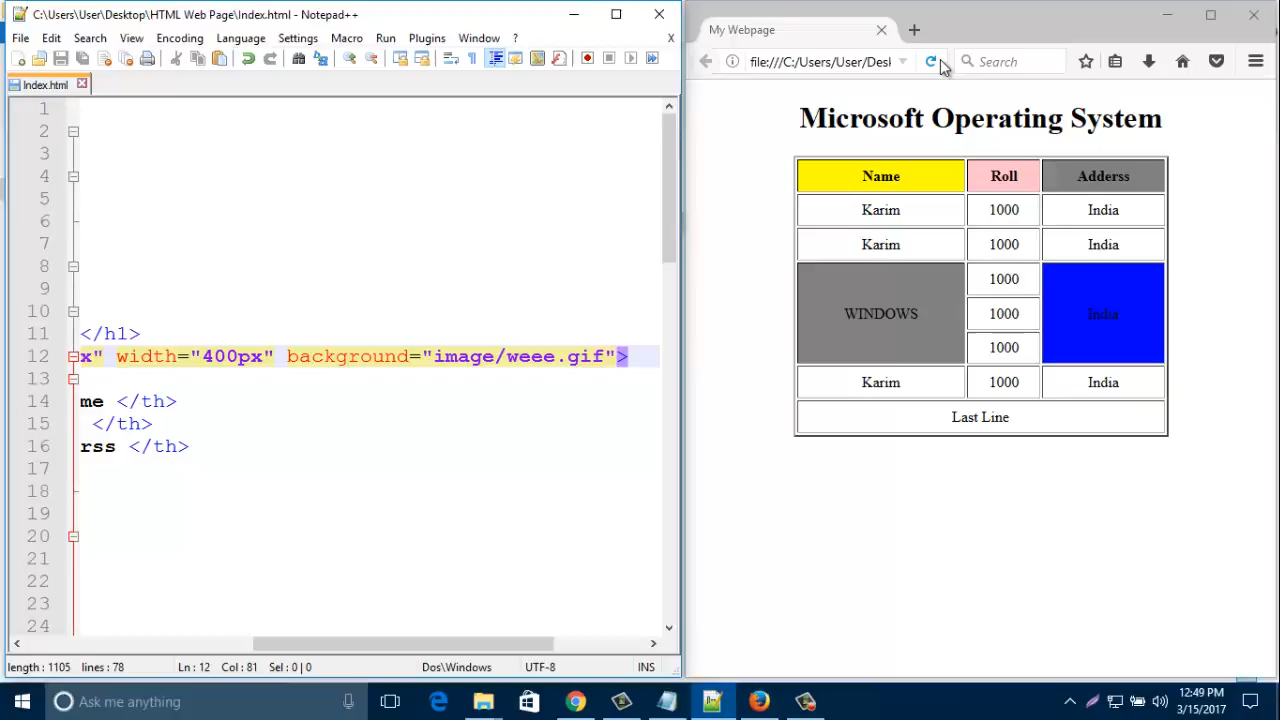 C:\Users\User\Desktop\HTML Web Page\Index.html - Notepad++
File Edit Search View Encoding Language Settings Macro Run Plugins Window ? X
Index.html
1
2
3
4
5
6
7
8
9
10
11 </h1>
12 x" width="400px" background="image/weee.gif">
13
14 me </th>
15 </th>
16 rss </th>
17
18
19
20
21
22
23
24
length : 1105 lines : 78 Ln : 12 Col : 81 Sel : 0 | 0 Dos\Windows UTF-8 INS
My Webpage
file:///C:/Users/User/Desk Search
Microsoft Operating System
Name Roll Adderss
Karim 1000 India
Karim 1000 India
1000
WINDOWS 1000 India
1000
Karim 1000 India
Last Line
Ask me anything
12:49 PM
3/15/2017